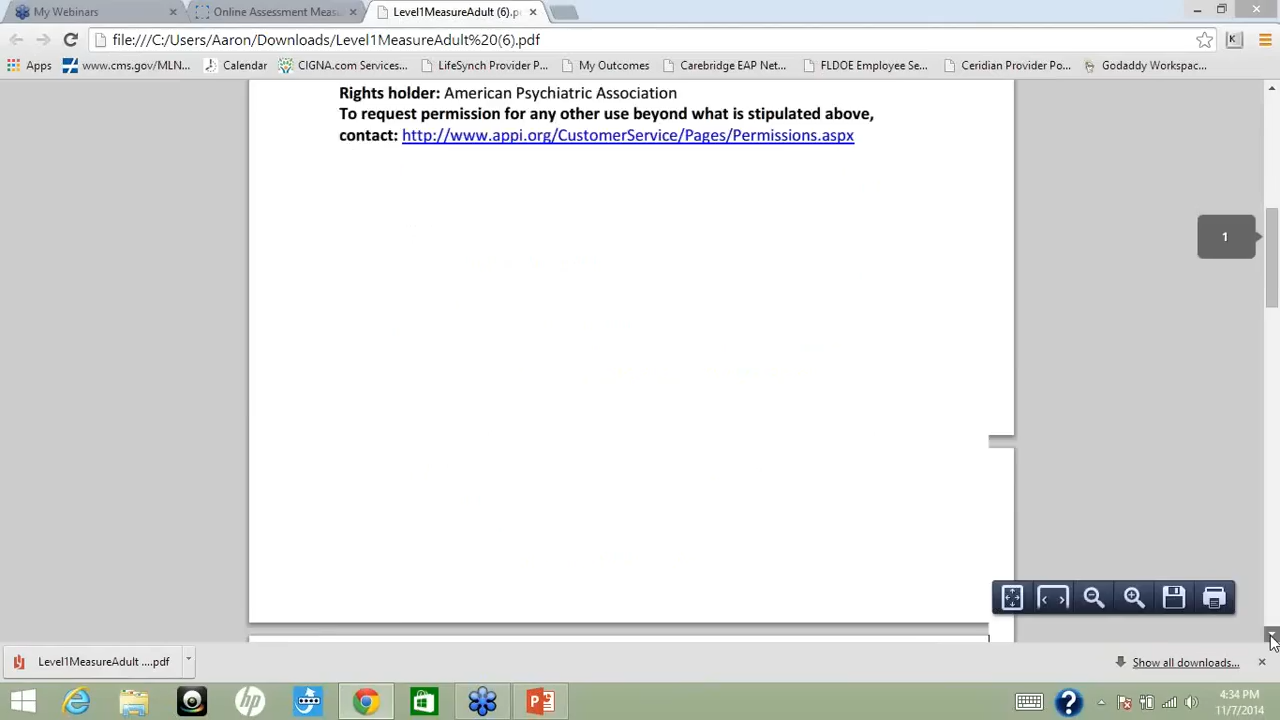 My Webinars
Online Assessment Meas
Level1MeasureAdult (6).p
file:///C:/Users/Aaron/Downloads/Level1MeasureAdult%20(6).pdf
Apps
www.cms.gov/MLN...
Calendar
CIGNA.com Services...
LifeSynch Provider P...
My Outcomes
Carebridge EAP Net...
FLDOE Employee Se...
Ceridian Provider Po...
Godaddy Workspac...
Rights holder: American Psychiatric Association
To request permission for any other use beyond what is stipulated above,
contact: http://www.appi.org/CustomerService/Pages/Permissions.aspx
1
Level1MeasureAdult ....pdf
Show all downloads...
4:34 PM
11/7/2014